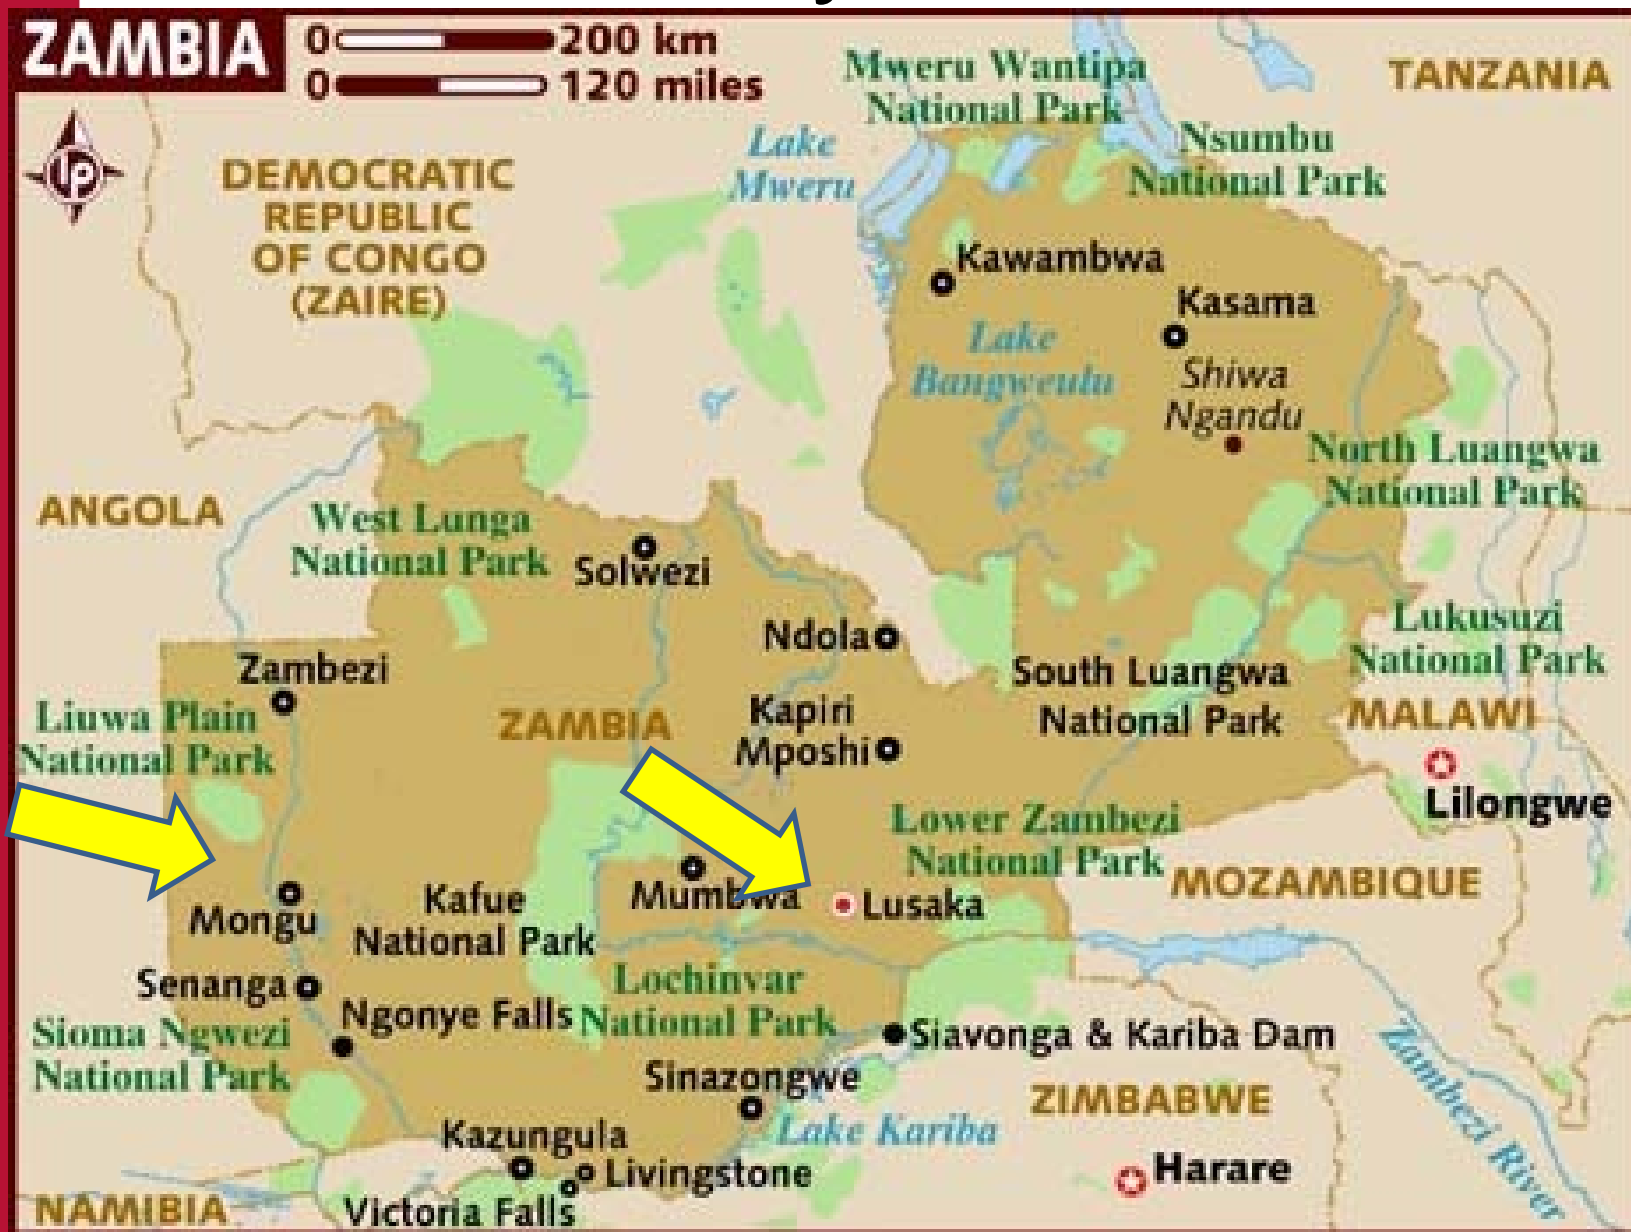 ZAMBIA
0 200 km
0 120 miles
Mweru Wantipa
National Park
TANZANIA
Nsumbu
National Park
Lake
Mweru
lp
DEMOCRATIC
REPUBLIC
OF CONGO
(ZAIRE)
Kawambwa
Kasama
Lake
Bangweulu
Shiwa
Ngandu
North Luangwa
National Park
ANGOLA
West Lunga
National Park
Solwezi
Ndola
Lukusuzi
National Park
Zambezi
South Luangwa
National Park
Liuwa Plain
National Park
ZAMBIA
Kapiri
Mposhi
MALAWI
Lilongwe
Lower Zambezi
National Park
MOZAMBIQUE
Mumbwa
Lusaka
Mongu
Kafue
National Park
Senanga
Lochinvar
National Park
Ngonye Falls
Sioma Ngwezi
National Park
Siavonga & Kariba Dam
Sinazongwe
ZIMBABWE
Zambezi River
Lake Kariba
Kazungula
Livingstone
Harare
NAMIBIA
Victoria Falls